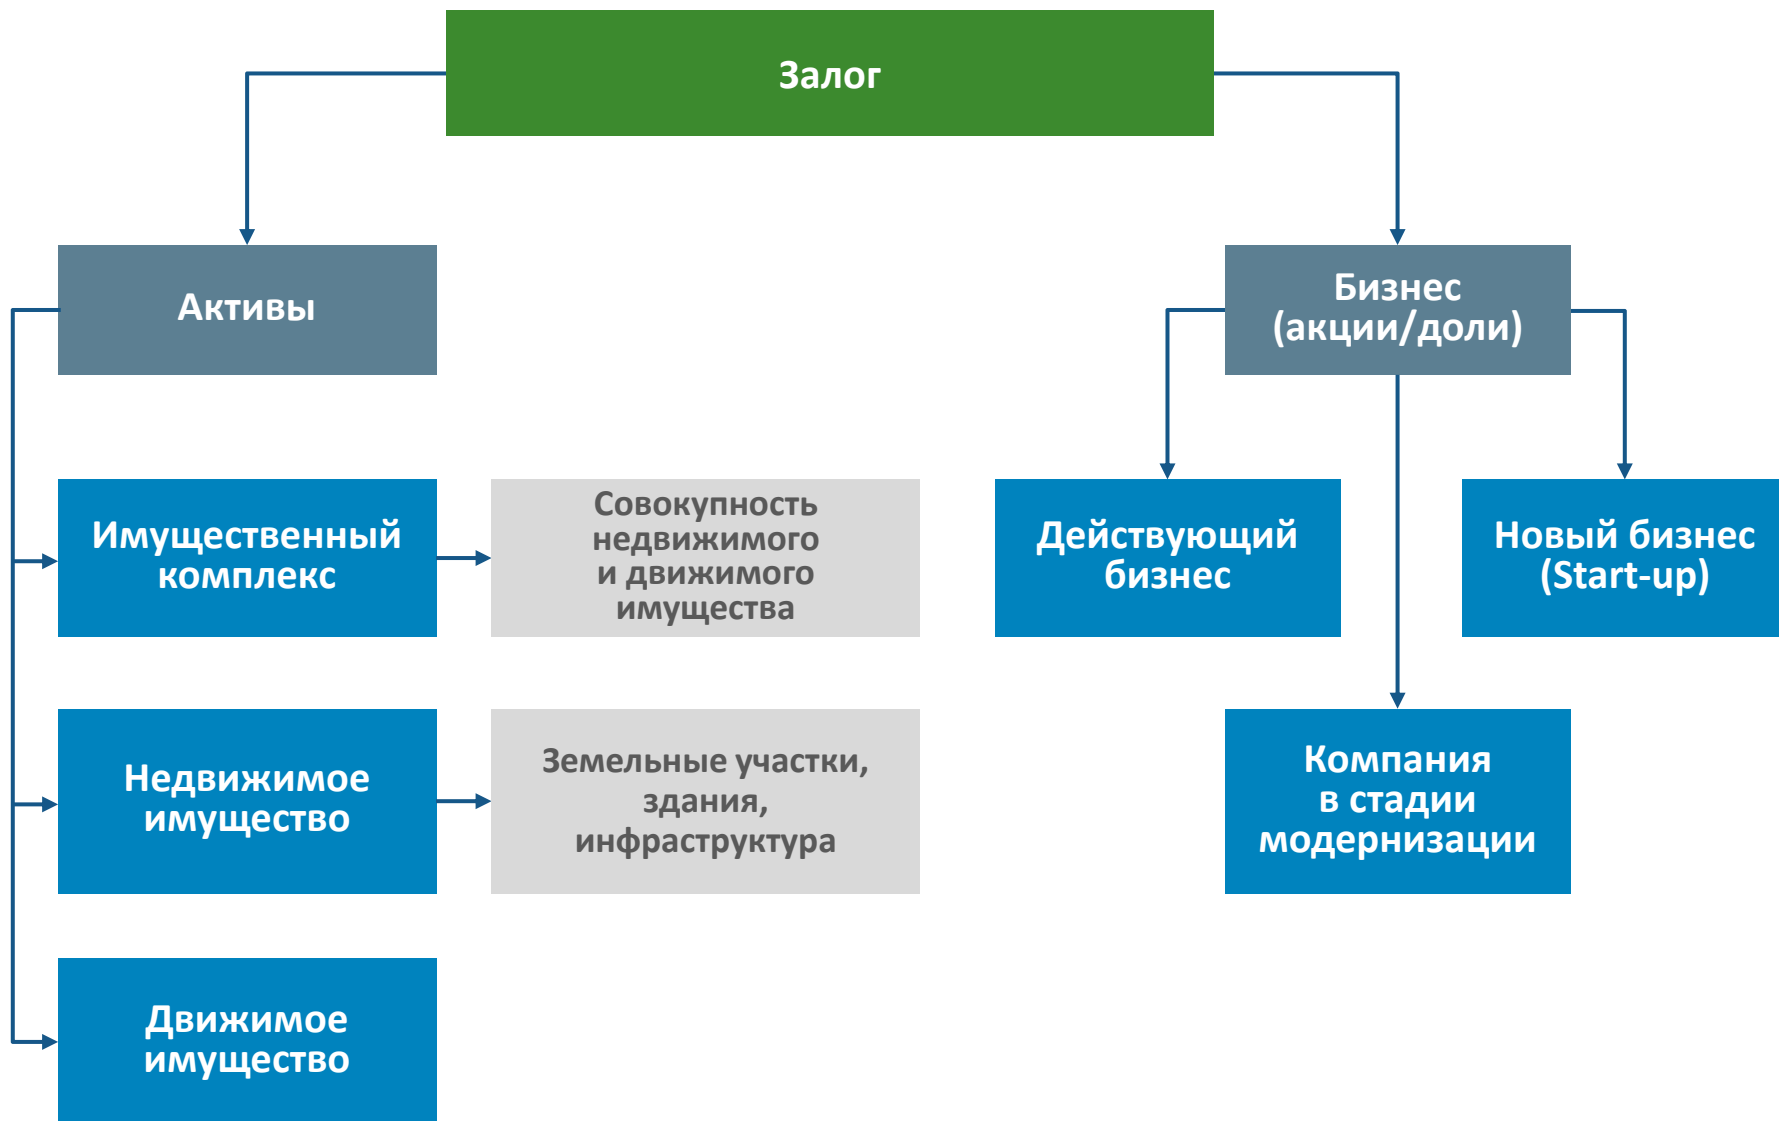 Залог
Активы
Бизнес
(акции/доли)
Имущественный
комплекс
Совокупность
недвижимого
и движимого
имущества
Действующий
бизнес
Новый бизнес
(Start-up)
Недвижимое
имущество
Земельные участки,
здания,
инфраструктура
Компания
в стадии
модернизации
Движимое
имущество